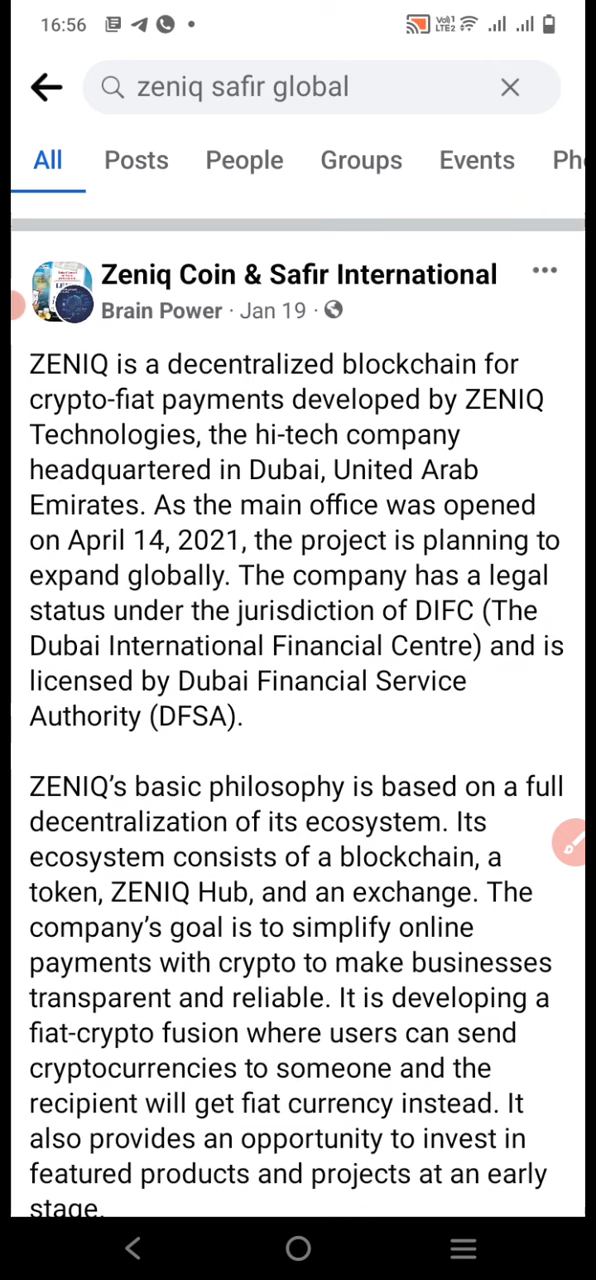 16:56
Vo)) 1
LTE2
zeniq safir global
All Posts People Groups Events Ph
Zeniq Coin & Safir International
Brain Power · Jan 19 ·
ZENIQ is a decentralized blockchain for
crypto-fiat payments developed by ZENIQ
Technologies, the hi-tech company
headquartered in Dubai, United Arab
Emirates. As the main office was opened
on April 14, 2021, the project is planning to
expand globally. The company has a legal
status under the jurisdiction of DIFC (The
Dubai International Financial Centre) and is
licensed by Dubai Financial Service
Authority (DFSA).
ZENIQ’s basic philosophy is based on a full
decentralization of its ecosystem. Its
ecosystem consists of a blockchain, a
token, ZENIQ Hub, and an exchange. The
company’s goal is to simplify online
payments with crypto to make businesses
transparent and reliable. It is developing a
fiat-crypto fusion where users can send
cryptocurrencies to someone and the
recipient will get fiat currency instead. It
also provides an opportunity to invest in
featured products and projects at an early
stage.